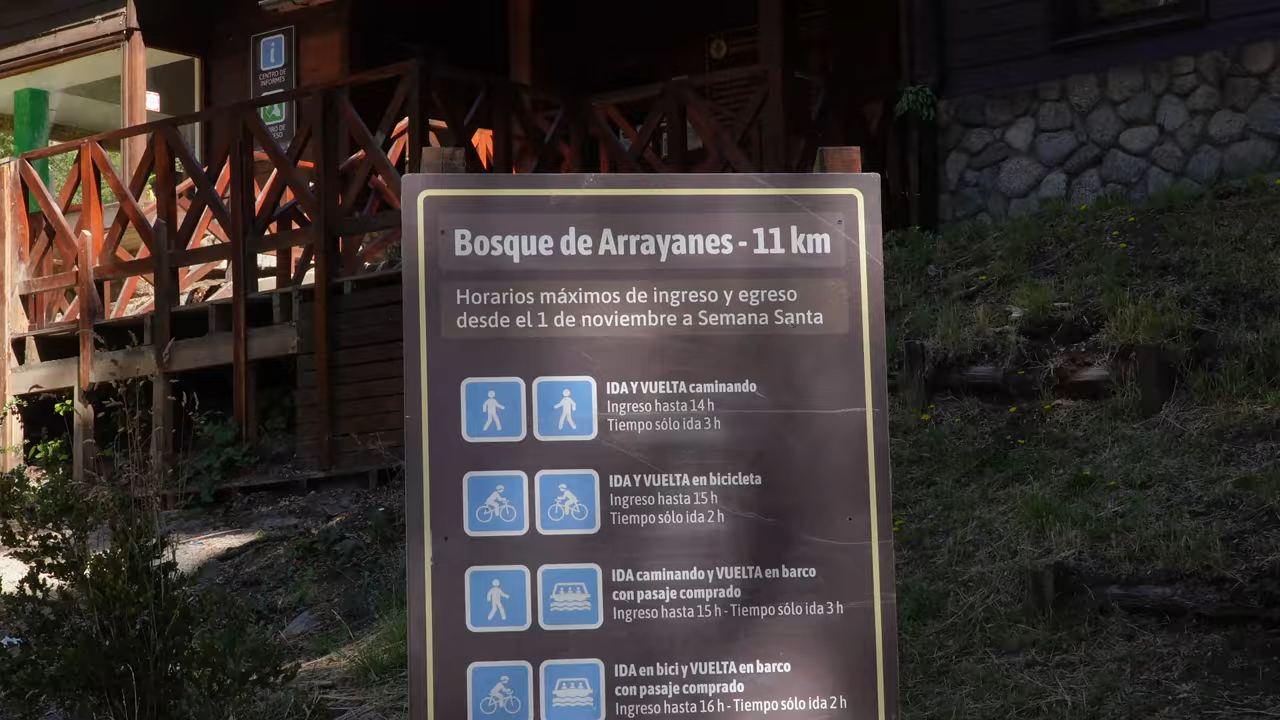 CENTRO DE
INFORMES
Bosque de Arrayanes - 11 km
Horarios máximos de ingreso y egreso
desde el 1 de noviembre a Semana Santa
IDA Y VUELTA caminando
Ingreso hasta 14 h
Tiempo sólo ida 3 h
IDA Y VUELTA en bicicleta
Ingreso hasta 15 h
Tiempo sólo ida 2 h
IDA caminando y VUELTA en barco
con pasaje comprado
Ingreso hasta 15 h - Tiempo sólo ida 3 h
IDA en bici y VUELTA en barco
con pasaje comprado
Ingreso hasta 16 h - Tiempo sólo ida 2 h